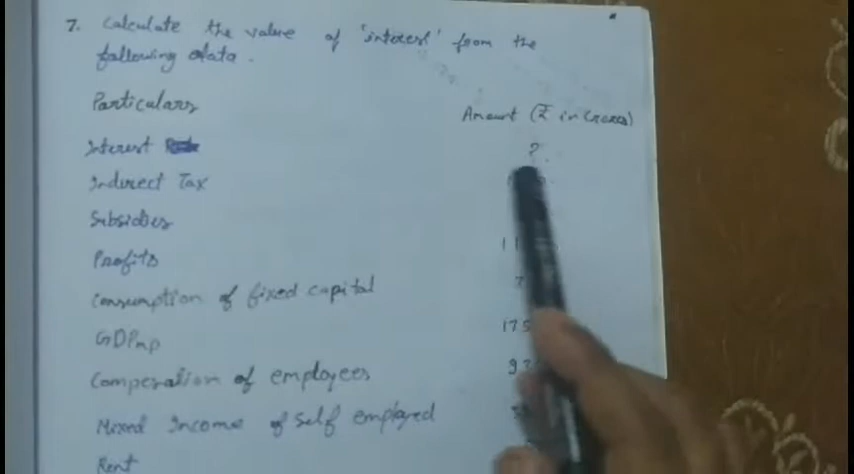 7. Calculate the value of 'interest' from the
following data.
Particulars Amount (₹ in Crores)
Interest ?
Indirect Tax
Subsidies
Profits
Consumption of fixed capital
GDPmp 175
Compensation of employees
Mixed Income of Self employed
Rent